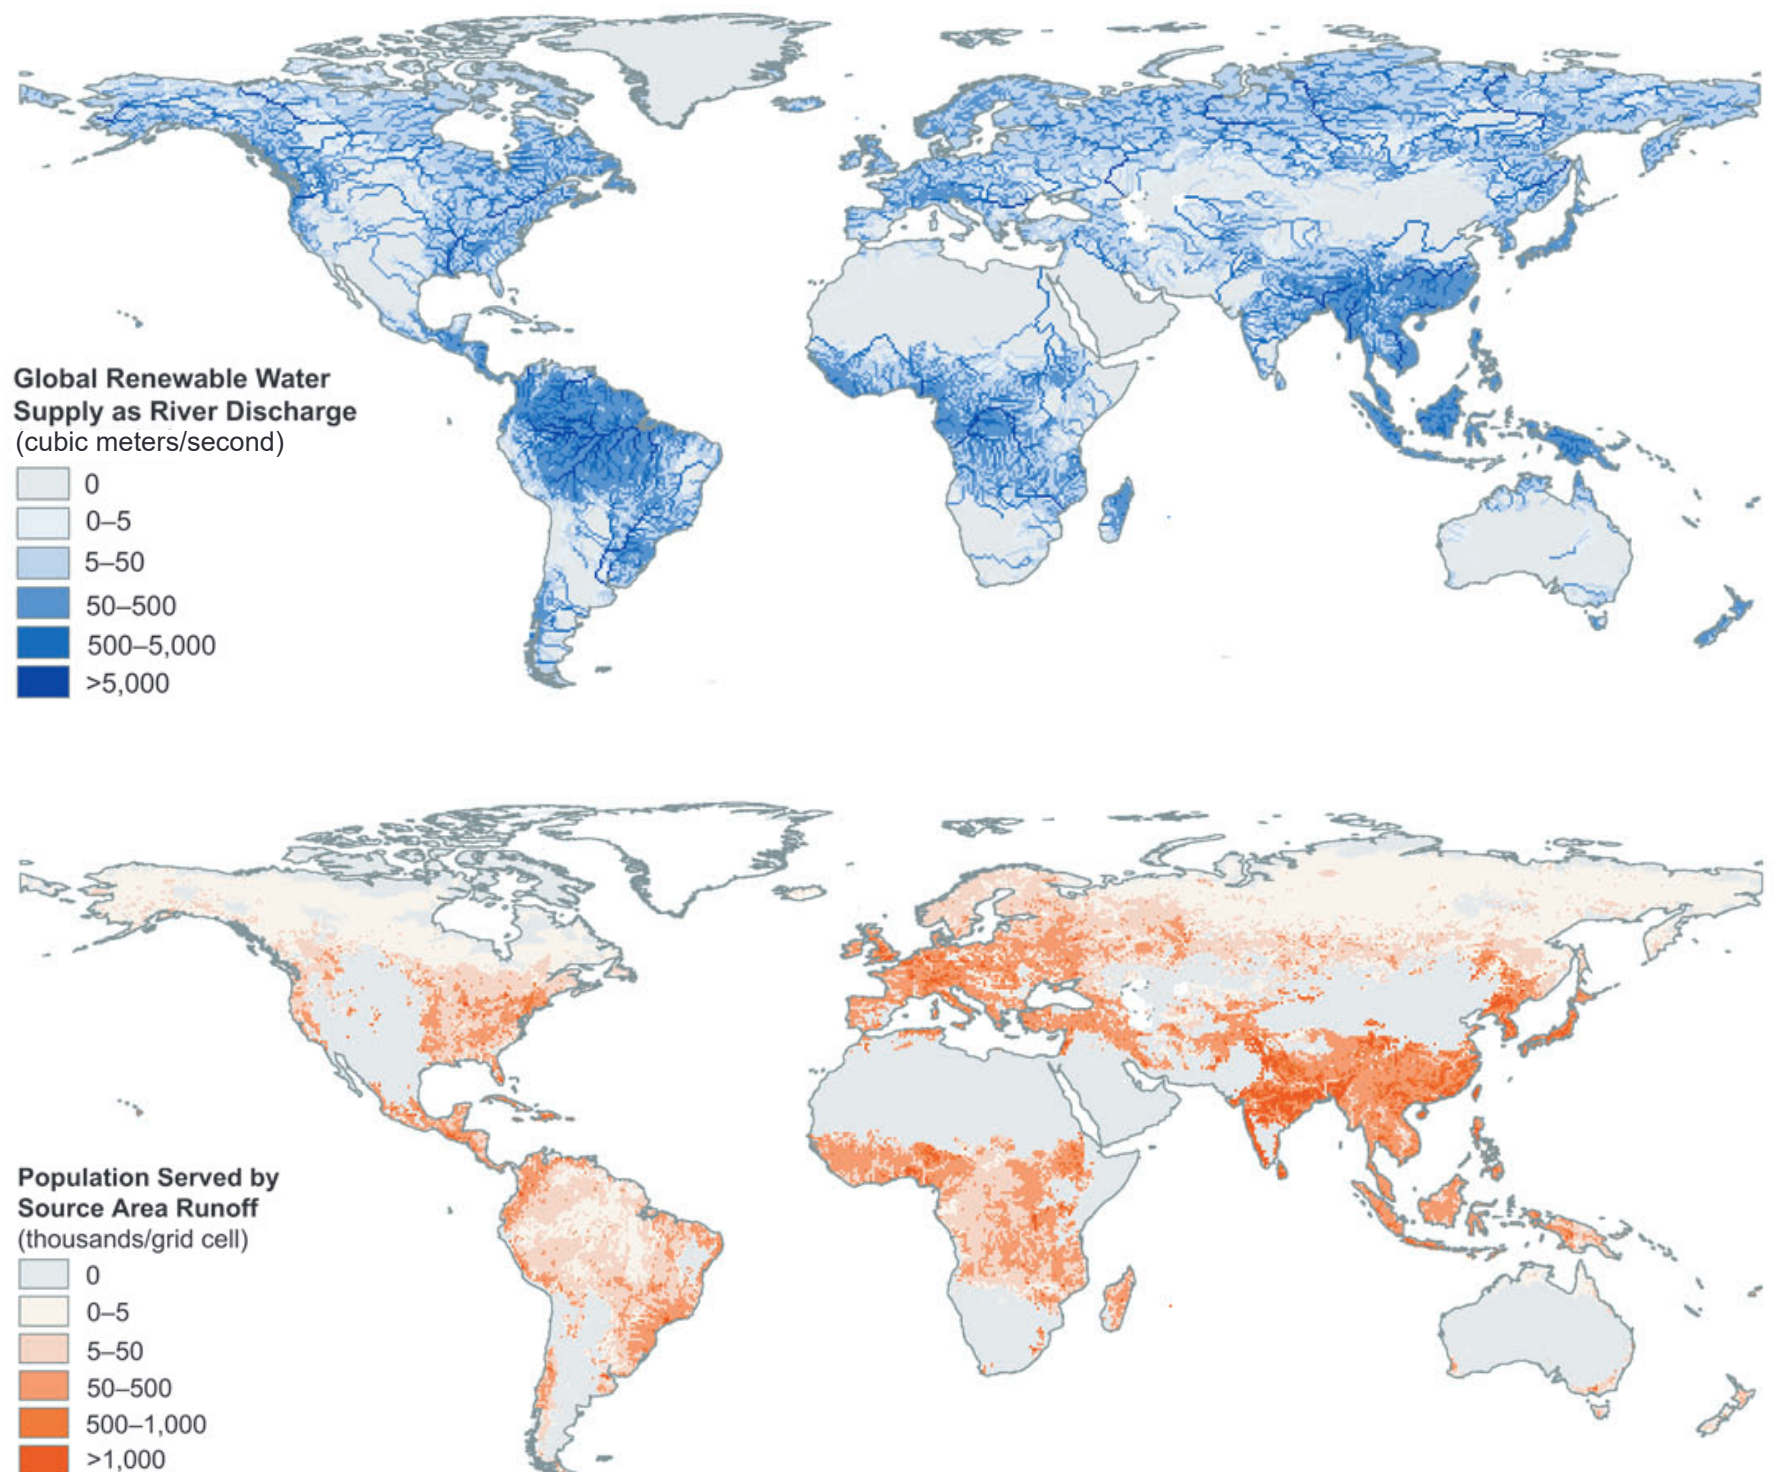 Global Renewable Water
Supply as River Discharge
(cubic meters/second)
0
0–5
5–50
50–500
500–5,000
>5,000
Population Served by
Source Area Runoff
(thousands/grid cell)
0
0–5
5–50
50–500
500–1,000
>1,000